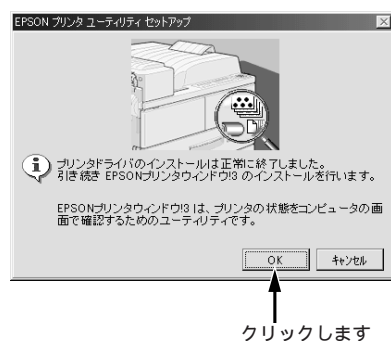 EPSON プリンタ ユーティリティ セットアップ
プリンタドライバのインストールは正常に終了しました。
引き続き EPSONプリンタウィンドウ!3 のインストールを行います。
EPSONプリンタウィンドウ!3 は、プリンタの状態をコンピュータの画
面で確認するためのユーティリティです。
OK
キャンセル
クリックします